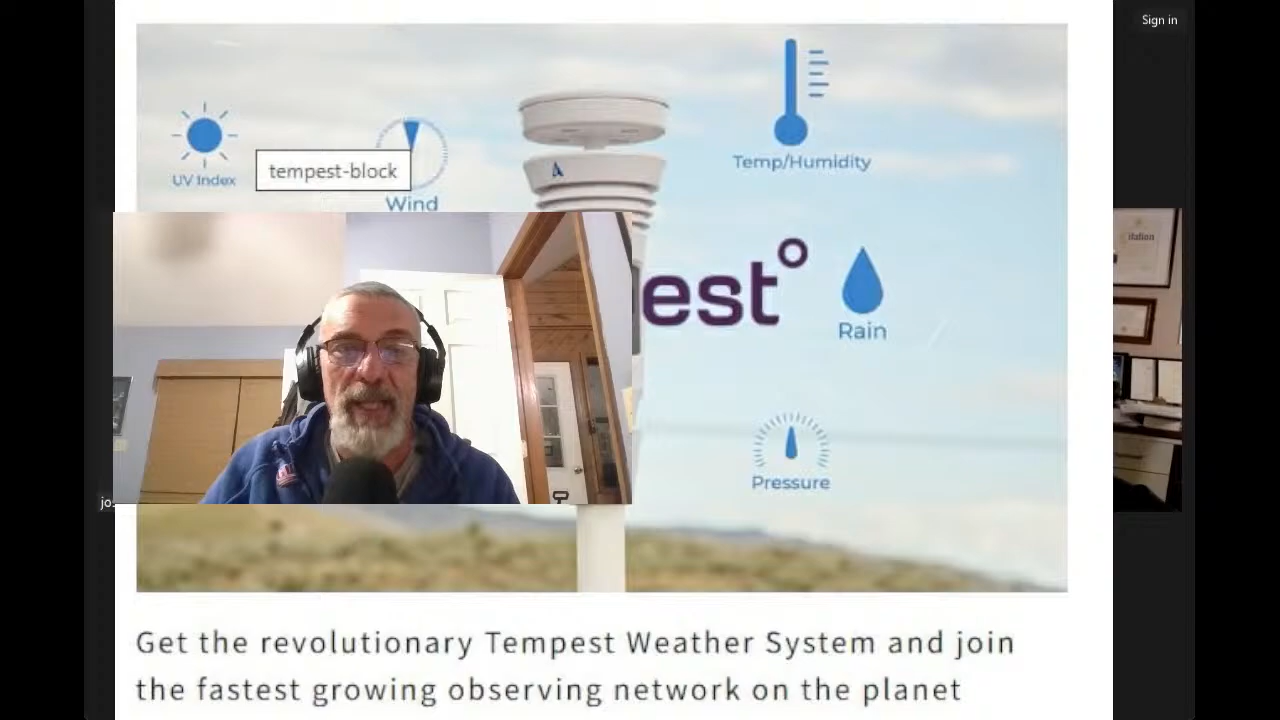 Sign in
Temp/Humidity
tempest-block
UV Index
Wind
est°
Rain
Pressure
jo
Get the revolutionary Tempest Weather System and join
the fastest growing observing network on the planet